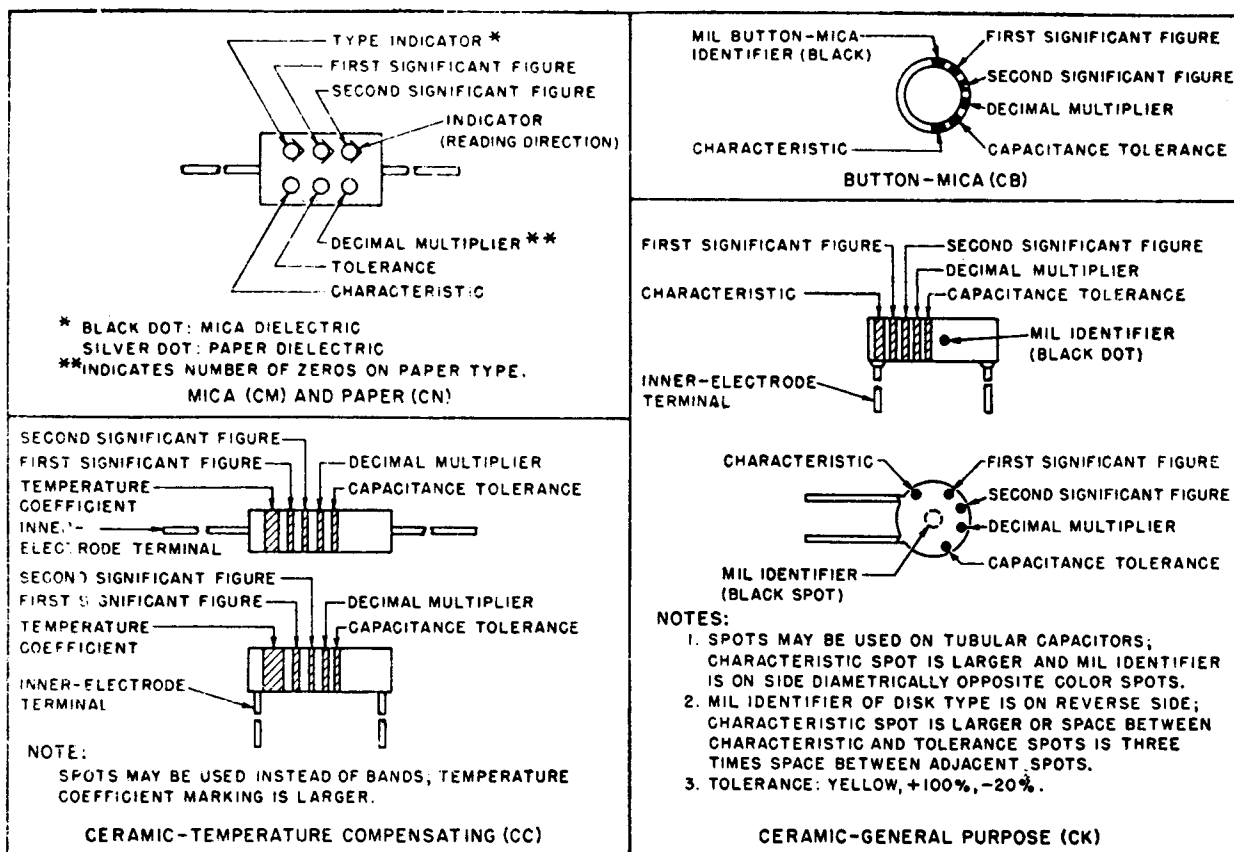 TYPE INDICATOR *
FIRST SIGNIFICANT FIGURE
SECOND SIGNIFICANT FIGURE
INDICATOR
(READING DIRECTION)
DECIMAL MULTIPLIER **
TOLERANCE
CHARACTERISTIC
* BLACK DOT: MICA DIELECTRIC
SILVER DOT: PAPER DIELECTRIC
**INDICATES NUMBER OF ZEROS ON PAPER TYPE.
MICA (CM) AND PAPER (CN)
MIL BUTTON-MICA
IDENTIFIER (BLACK)
FIRST SIGNIFICANT FIGURE
SECOND SIGNIFICANT FIGURE
DECIMAL MULTIPLIER
CHARACTERISTIC
CAPACITANCE TOLERANCE
BUTTON-MICA (CB)
SECOND SIGNIFICANT FIGURE
FIRST SIGNIFICANT FIGURE
DECIMAL MULTIPLIER
TEMPERATURE
COEFFICIENT
CAPACITANCE TOLERANCE
INNER-
ELECTRODE TERMINAL
SECOND SIGNIFICANT FIGURE
FIRST SIGNIFICANT FIGURE
DECIMAL MULTIPLIER
TEMPERATURE
COEFFICIENT
CAPACITANCE TOLERANCE
INNER-ELECTRODE
TERMINAL
NOTE:
SPOTS MAY BE USED INSTEAD OF BANDS; TEMPERATURE
COEFFICIENT MARKING IS LARGER.
CERAMIC-TEMPERATURE COMPENSATING (CC)
FIRST SIGNIFICANT FIGURE
SECOND SIGNIFICANT FIGURE
DECIMAL MULTIPLIER
CHARACTERISTIC
CAPACITANCE TOLERANCE
MIL IDENTIFIER
(BLACK DOT)
INNER-ELECTRODE
TERMINAL
CHARACTERISTIC
FIRST SIGNIFICANT FIGURE
SECOND SIGNIFICANT FIGURE
DECIMAL MULTIPLIER
CAPACITANCE TOLERANCE
MIL IDENTIFIER
(BLACK SPOT)
NOTES:
1. SPOTS MAY BE USED ON TUBULAR CAPACITORS;
CHARACTERISTIC SPOT IS LARGER AND MIL IDENTIFIER
IS ON SIDE DIAMETRICALLY OPPOSITE COLOR SPOTS.
2. MIL IDENTIFIER OF DISK TYPE IS ON REVERSE SIDE;
CHARACTERISTIC SPOT IS LARGER OR SPACE BETWEEN
CHARACTERISTIC AND TOLERANCE SPOTS IS THREE
TIMES SPACE BETWEEN ADJACENT SPOTS.
3. TOLERANCE: YELLOW, +100%, -20%.
CERAMIC-GENERAL PURPOSE (CK)